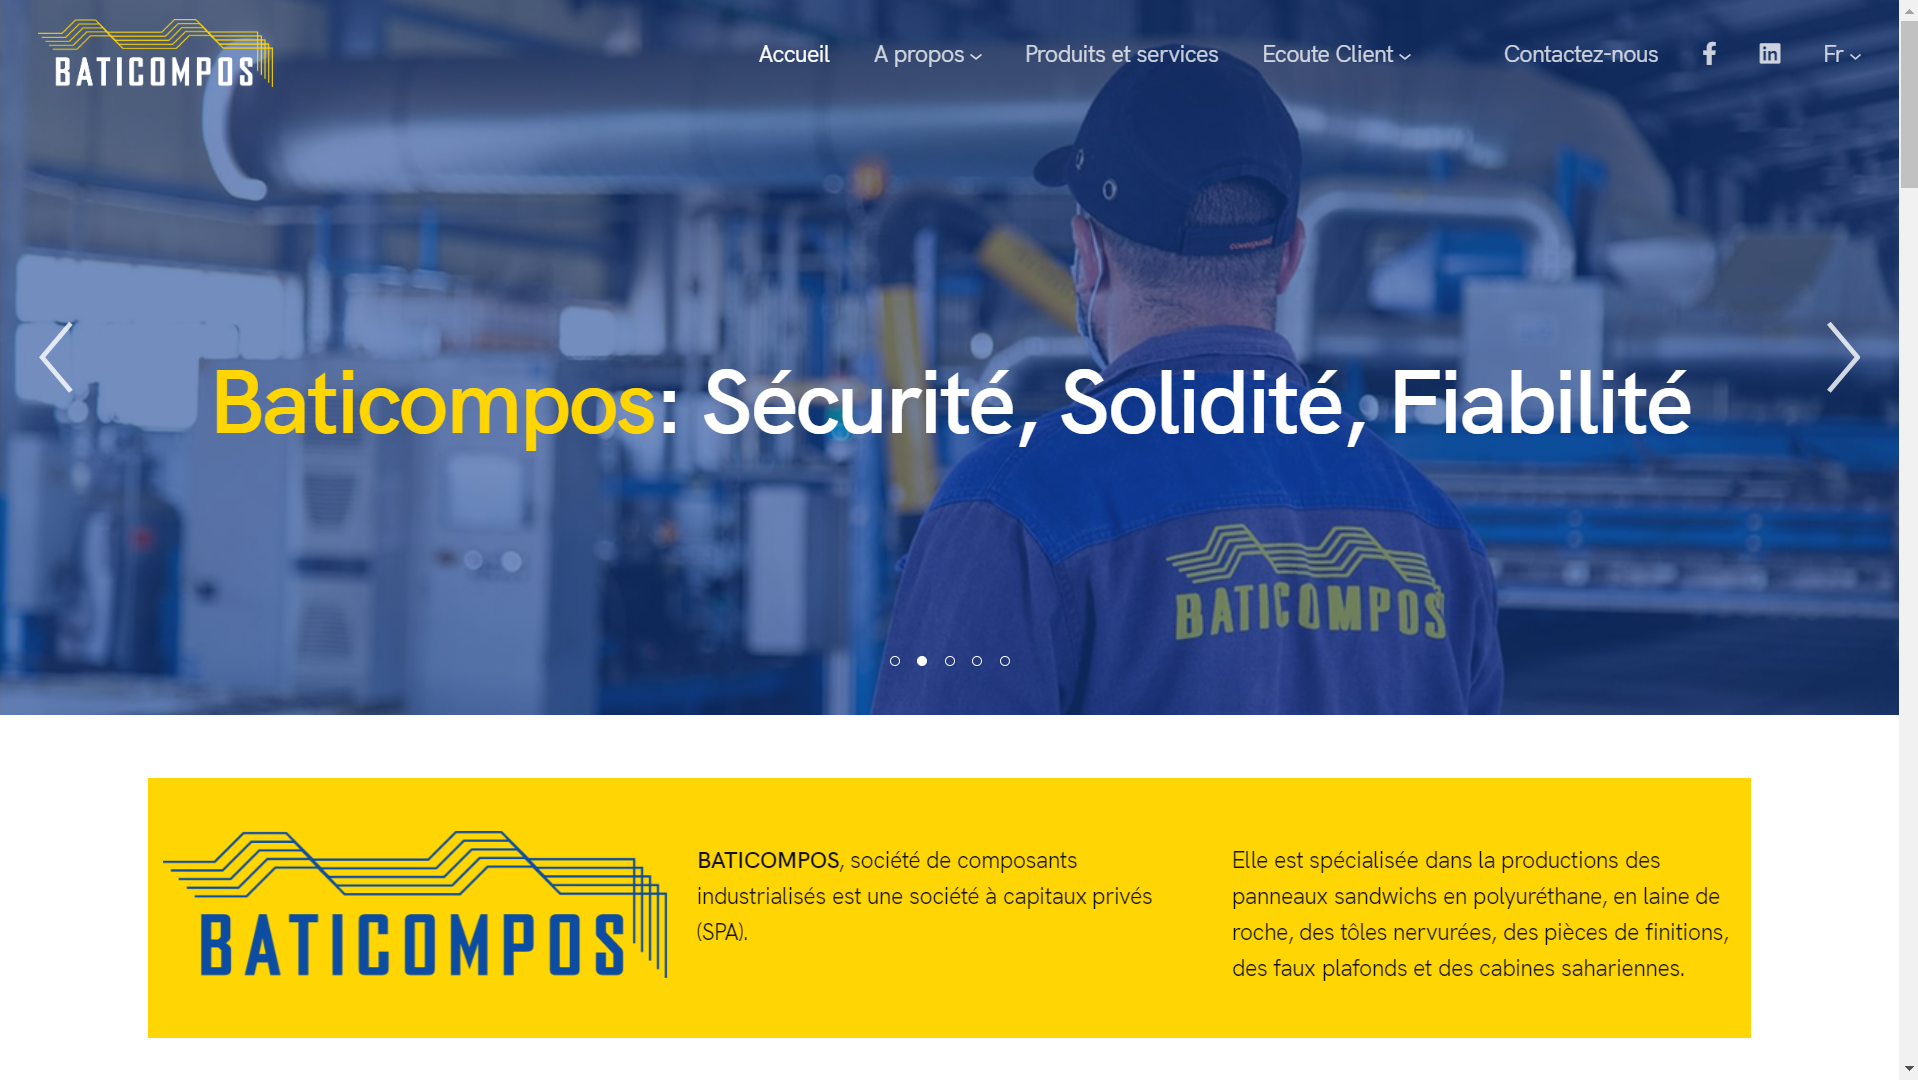 BATICOMPOS
Accueil
A propos
Produits et services
Ecoute Client
Contactez-nous
Fr
coverguard
Baticompos: Sécurité, Solidité, Fiabilité
BATICOMPOS
BATICOMPOS
BATICOMPOS, société de composants
industrialisés est une société à capitaux privés
(SPA).
Elle est spécialisée dans la productions des
panneaux sandwichs en polyuréthane, en laine de
roche, des tôles nervurées, des pièces de finitions,
des faux plafonds et des cabines sahariennes.